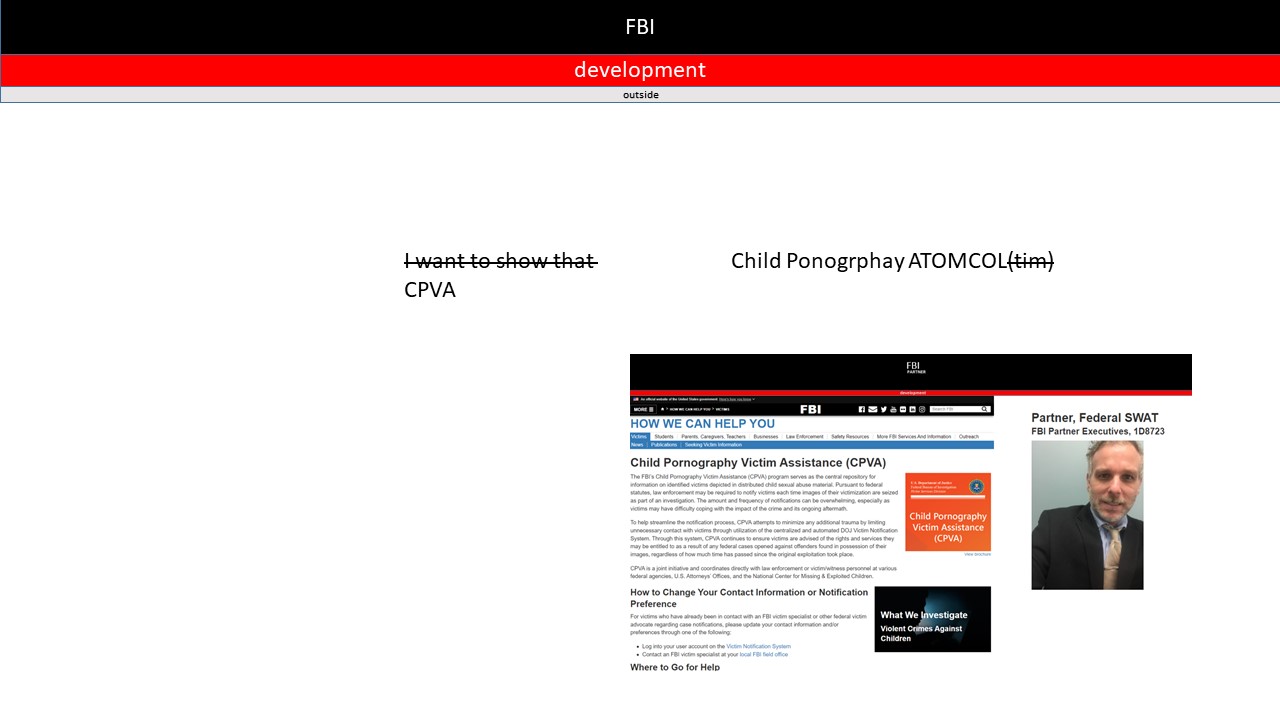 FBI
development
outside
I want to show that
CPVA
Child Ponogrphay ATOMCOL(tim)
FBI
PARTNER
development
An official website of the United States government. Here's how you know
MORE
HOW WE CAN HELP YOU > VICTIMS
FBI
Search FBI
HOW WE CAN HELP YOU
Victims Students Parents, Caregivers, Teachers Businesses Law Enforcement Safety Resources More FBI Services And Information Outreach
News Publications Seeking Victim Information
Child Pornography Victim Assistance (CPVA)
The FBI's Child Pornography Victim Assistance (CPVA) program serves as the central repository for
information on identified victims depicted in distributed child sexual abuse material. Pursuant to federal
statutes, law enforcement may be required to notify victims each time images of their victimization are seized
as part of an investigation. The amount and frequency of notifications can be overwhelming, especially as
victims may have difficulty coping with the impact of the crime and its ongoing aftermath.
To help streamline the notification process, CPVA attempts to minimize any additional trauma by limiting
unnecessary contact with victims through utilization of the centralized and automated DOJ Victim Notification
System. Through this system, CPVA continues to ensure victims are advised of the rights and services they
may be entitled to as a result of any federal cases opened against offenders found in possession of their
images, regardless of how much time has passed since the original exploitation took place.
CPVA is a joint initiative and coordinates directly with law enforcement or victim/witness personnel at various
federal agencies, U.S. Attorneys' Offices, and the National Center for Missing & Exploited Children.
How to Change Your Contact Information or Notification
Preference
For victims who have already been in contact with an FBI victim specialist or other federal victim
advocate regarding case notifications, please update your contact information and/or
preferences through one of the following:
Log into your user account on the Victim Notification System
Contact an FBI victim specialist at your local FBI field office
Where to Go for Help
U.S. Department of Justice
Federal Bureau of Investigation
Victim Services Division
Child Pornography
Victim Assistance
(CPVA)
View Brochure
What We Investigate
Violent Crimes Against
Children
Partner, Federal SWAT
FBI Partner Executives, 1D8723